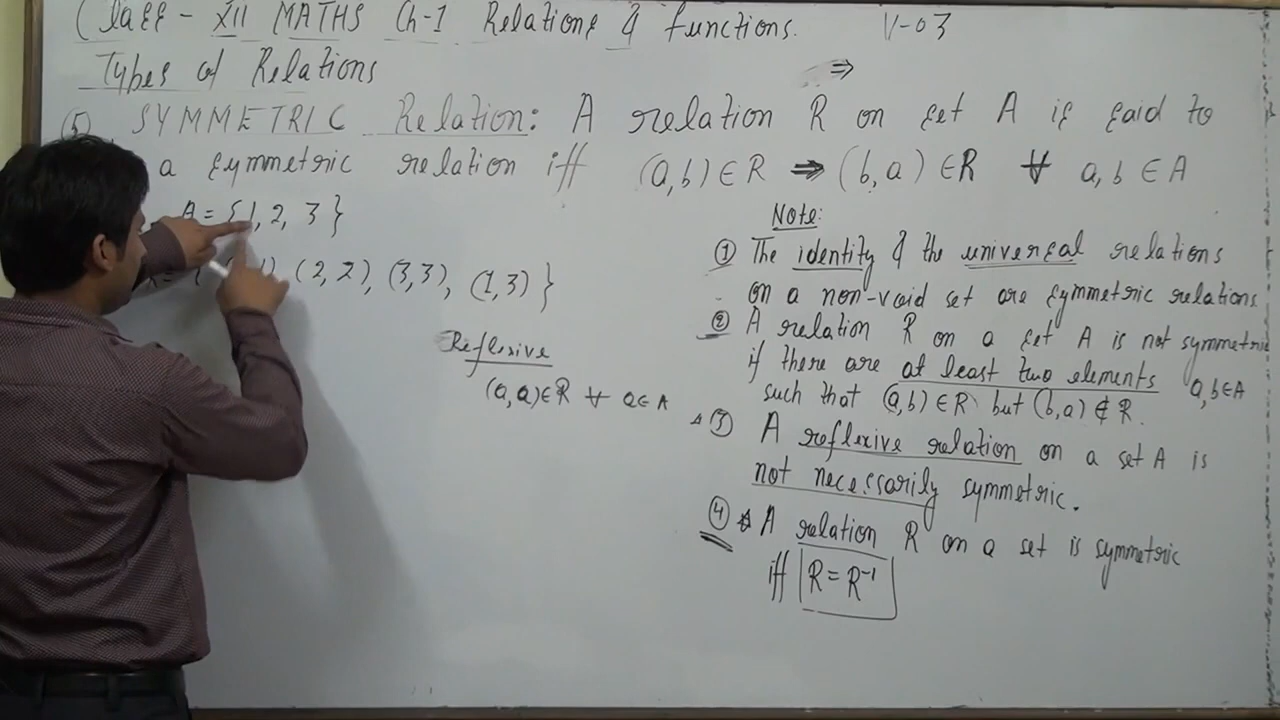 Class - XII MATHS Ch-1 Relations & functions. V-03
Types of Relations
⇒
(5) SYMMETRIC Relation: A relation R on set A is said to
a symmetric relation iff (a,b) ∈ R ⇒ (b,a) ∈ R ∀ a,b ∈ A
A = {1, 2, 3}
(2,2), (3,3), (1,3) }
Reflexive
(a,a) ∈ R ∀ a ∈ A
Note:
① The identity & the universal relations
on a non-void set are symmetric relations
② A relation R on a set A is not symmetric
if there are at least two elements a,b ∈ A
such that (a,b) ∈ R but (b,a) ∉ R.
③ A reflexive relation on a set A is
not necessarily symmetric.
④ A relation R on a set is symmetric
iff R = R⁻¹